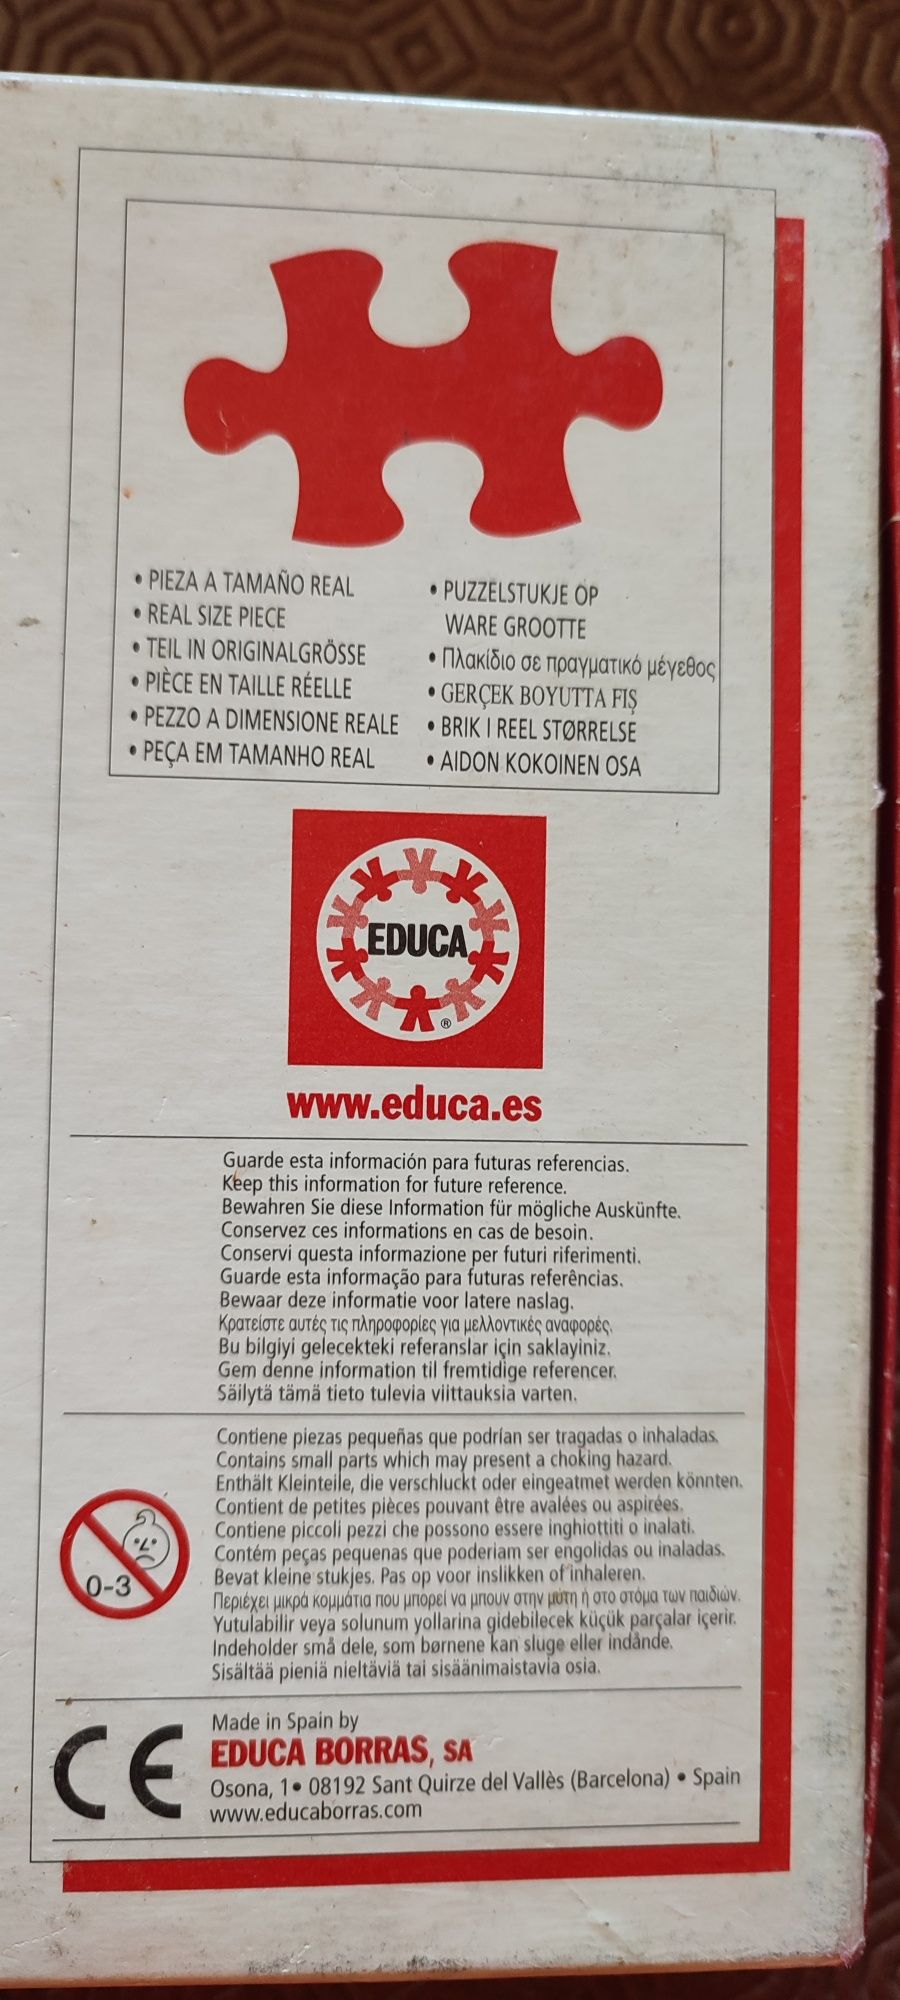 • PIEZA A TAMAÑO REAL
• REAL SIZE PIECE
• TEIL IN ORIGINALGRÖSSE
• PIÈCE EN TAILLE RÉELLE
• PEZZO A DIMENSIONE REALE
• PEÇA EM TAMANHO REAL
• PUZZELSTUKJE OP
WARE GROOTTE
• Πλακίδιο σε πραγματικό μέγεθος
• GERÇEK BOYUTTA FIŞ
• BRIK I REEL STØRRELSE
• AIDON KOKOINEN OSA
EDUCA
®
www.educa.es
Guarde esta información para futuras referencias.
Keep this information for future reference.
Bewahren Sie diese Information für mögliche Auskünfte.
Conservez ces informations en cas de besoin.
Conservi questa informazione per futuri riferimenti.
Guarde esta informação para futuras referências.
Bewaar deze informatie voor latere naslag.
Κρατείστε αυτές τις πληροφορίες για μελλοντικές αναφορές.
Bu bilgiyi gelecekteki referanslar için saklayiniz.
Gem denne information til fremtidige referencer.
Säilytä tämä tieto tulevia viittauksia varten.
Contiene piezas pequeñas que podrían ser tragadas o inhaladas.
Contains small parts which may present a choking hazard.
Enthält Kleinteile, die verschluckt oder eingeatmet werden könnten.
Contient de petites pièces pouvant être avalées ou aspirées.
Contiene piccoli pezzi che possono essere inghiottiti o inalati.
Contém peças pequenas que poderiam ser engolidas ou inaladas.
Bevat kleine stukjes. Pas op voor inslikken of inhaleren.
Περιέχει μικρά κομμάτια που μπορεί να μπουν στην μύτη ή στο στόμα των παιδιών.
Yutulabilir veya solunum yollarina gidebilecek küçük parçalar içerir.
Indeholder små dele, som børnene kan sluge eller indånde.
Sisältää pieniä nieltäviä tai sisäänimaistavia osia.
0-3
CE
Made in Spain by
EDUCA BORRAS, SA
Osona, 1• 08192 Sant Quirze del Vallès (Barcelona) • Spain
www.educaborras.com